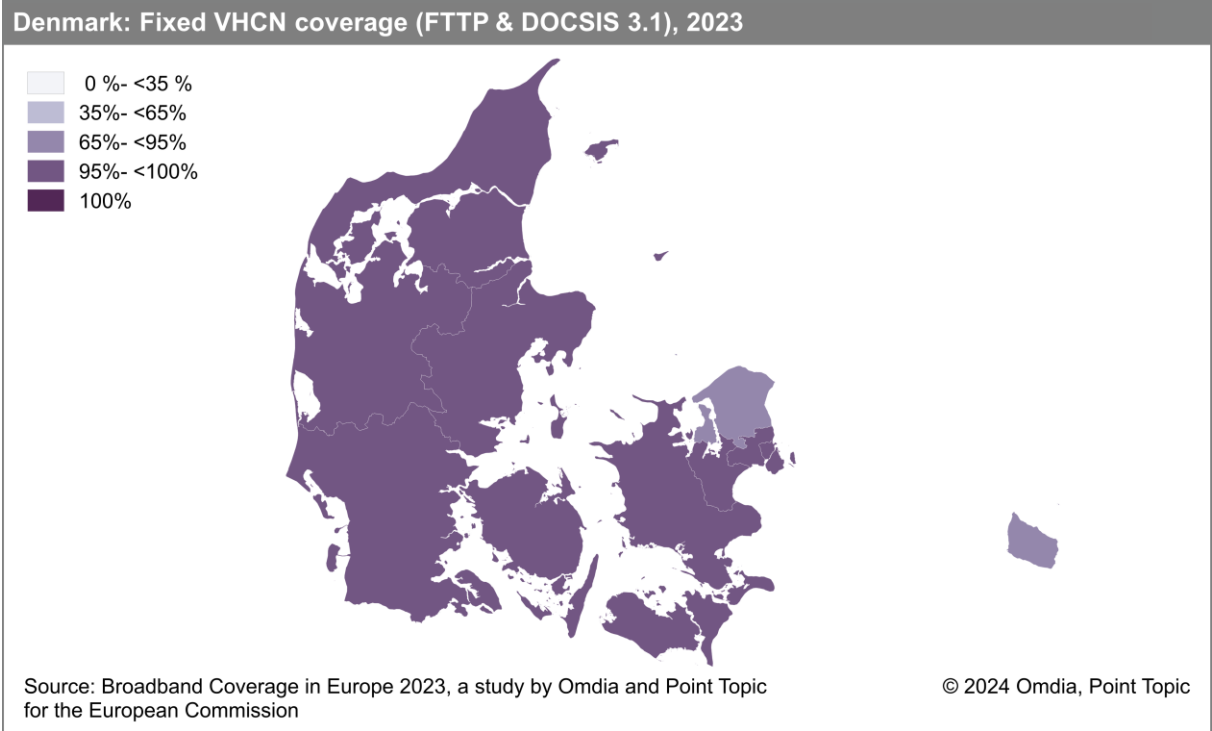 Denmark: Fixed VHCN coverage (FTTP & DOCSIS 3.1), 2023
0 %- <35 %
35%- <65%
65%- <95%
95%- <100%
100%
Source: Broadband Coverage in Europe 2023, a study by Omdia and Point Topic
for the European Commission
© 2024 Omdia, Point Topic